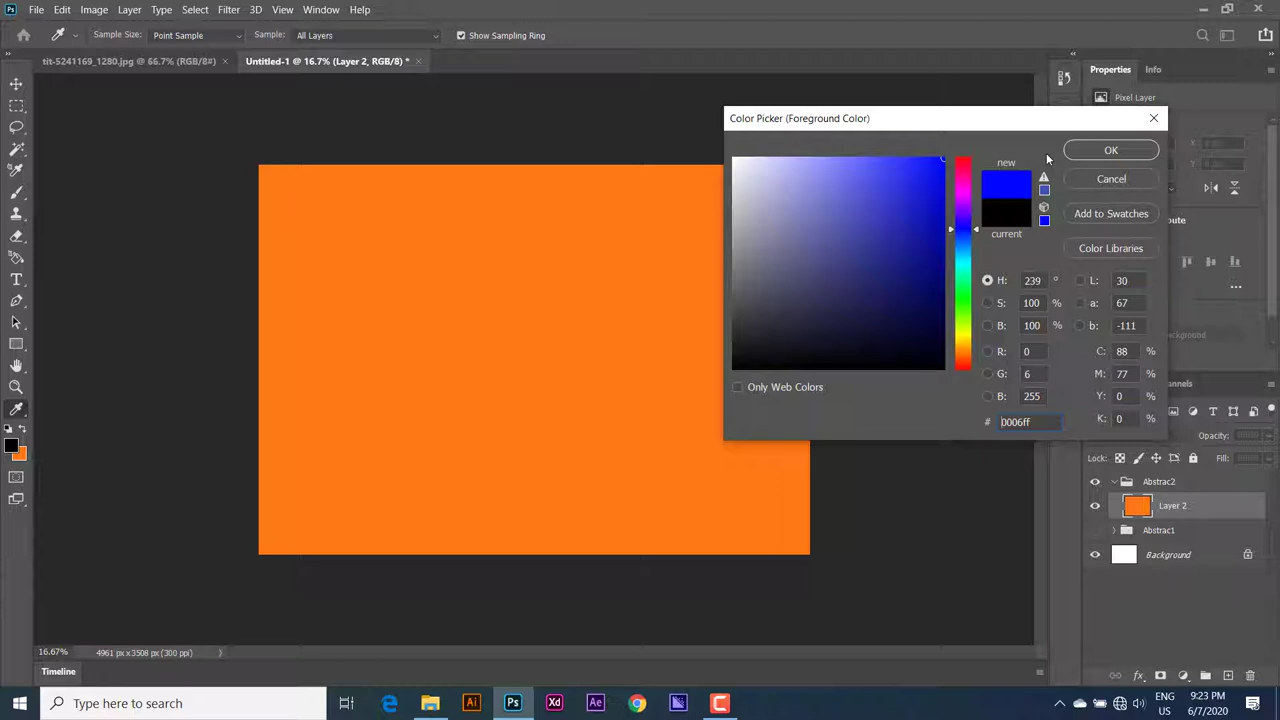 Ps File Edit Image Layer Type Select Filter 3D View Window Help
Sample Size: Point Sample Sample: All Layers Show Sampling Ring
tit-5241169_1280.jpg @ 66.7% (RGB/8#) × Untitled-1 @ 16.7% (Layer 2, RGB/8) * ×
Properties Info
Pixel Layer
Color Picker (Foreground Color)
new
OK
Cancel
Add to Swatches
current
Color Libraries
H: 239 ° L: 30
S: 100 % a: 67
B: 100 % b: -111
R: 0 C: 88 %
G: 6 M: 77 %
B: 255 Y: 0 %
K: 0 %
Only Web Colors
# 0006ff
X:
Y:
Opacity:
Lock: Fill:
Abstrac2
Layer 2
Abstrac1
Background
16.67% 4961 px x 3508 px (300 ppi)
Timeline
Type here to search
Ai Ps Xd Ae
ENG
US
9:23 PM
6/7/2020